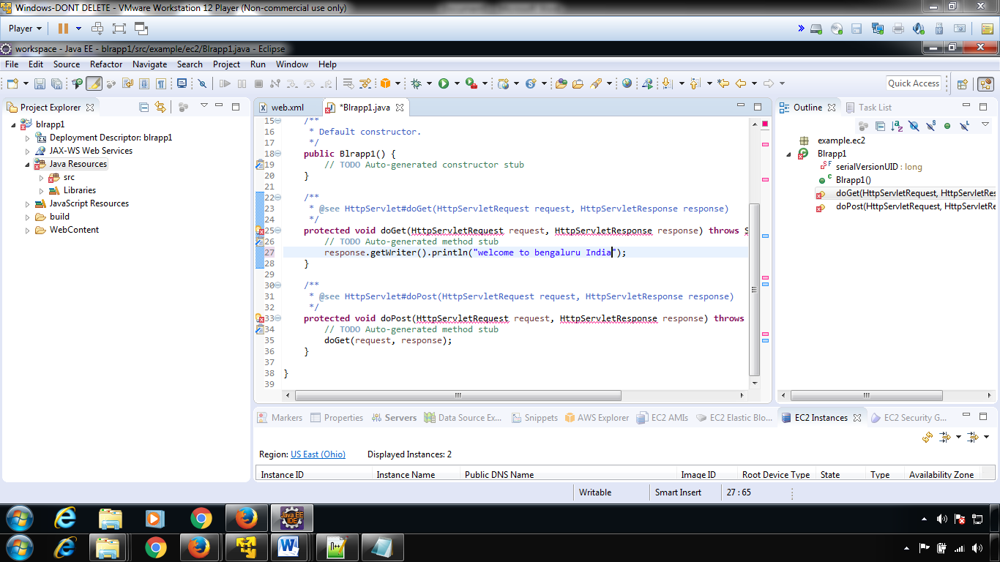 Windows-DONT DELETE - VMware Workstation 12 Player (Non-commercial use only)
Player
workspace - Java EE - blrapp1/src/example/ec2/Blrapp1.java - Eclipse
File Edit Source Refactor Navigate Search Project Run Window Help
Quick Access
Project Explorer
blrapp1
Deployment Descriptor: blrapp1
JAX-WS Web Services
Java Resources
src
Libraries
JavaScript Resources
build
WebContent
web.xml *Blrapp1.java
15 /**
16 * Default constructor.
17 */
18 public Blrapp1() {
19 // TODO Auto-generated constructor stub
20 }
21
22 /**
23 * @see HttpServlet#doGet(HttpServletRequest request, HttpServletResponse response)
24 */
25 protected void doGet(HttpServletRequest request, HttpServletResponse response) throws S
26 // TODO Auto-generated method stub
27 response.getWriter().println("welcome to bengaluru India");
28 }
29
30 /**
31 * @see HttpServlet#doPost(HttpServletRequest request, HttpServletResponse response)
32 */
33 protected void doPost(HttpServletRequest request, HttpServletResponse response) throws
34 // TODO Auto-generated method stub
35 doGet(request, response);
36 }
37
38 }
39
Outline Task List
example.ec2
Blrapp1
serialVersionUID : long
Blrapp1()
doGet(HttpServletRequest, HttpServletRes
doPost(HttpServletRequest, HttpServletRe
Markers Properties Servers Data Source Ex... Snippets AWS Explorer EC2 AMIs EC2 Elastic Blo... EC2 Instances EC2 Security G...
Region: US East (Ohio) Displayed Instances: 2
Instance ID Instance Name Public DNS Name Image ID Root Device Type State Type Availability Zone
Writable Smart Insert 27 : 65
Java EE
IDE